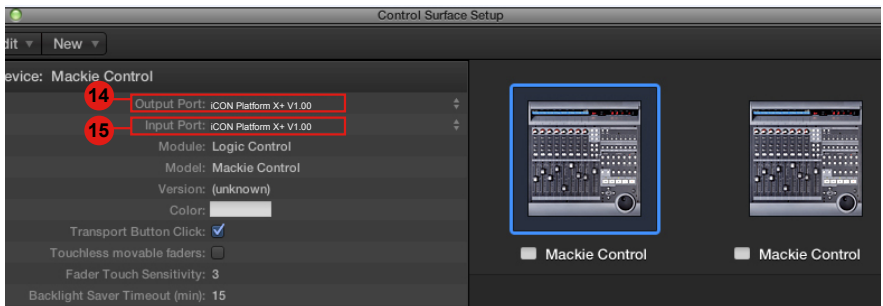 Control Surface Setup
dit New
evice: Mackie Control
14 Output Port: iCON Platform X+ V1.00
15 Input Port: iCON Platform X+ V1.00
Module: Logic Control
Model: Mackie Control
Version: (unknown)
Color:
Transport Button Click:
Touchless movable faders:
Fader Touch Sensitivity: 3
Backlight Saver Timeout (min): 15
Mackie Control
Mackie Control